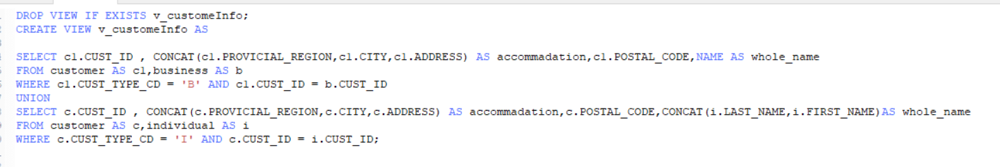 DROP VIEW IF EXISTS v_customeInfo;
CREATE VIEW v_customeInfo AS
SELECT c1.CUST_ID , CONCAT(c1.PROVICIAL_REGION,c1.CITY,c1.ADDRESS) AS accommadation,c1.POSTAL_CODE,NAME AS whole_name
FROM customer AS c1,business AS b
WHERE c1.CUST_TYPE_CD = 'B' AND c1.CUST_ID = b.CUST_ID
UNION
SELECT c.CUST_ID , CONCAT(c.PROVICIAL_REGION,c.CITY,c.ADDRESS) AS accommadation,c.POSTAL_CODE,CONCAT(i.LAST_NAME,i.FIRST_NAME)AS whole_name
FROM customer AS c,individual AS i
WHERE c.CUST_TYPE_CD = 'I' AND c.CUST_ID = i.CUST_ID;